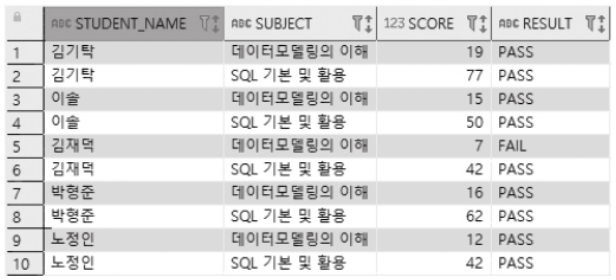 ABC STUDENT_NAME ABC SUBJECT 123 SCORE ABC RESULT
1 김기탁 데이터모델링의 이해 19 PASS
2 김기탁 SQL 기본 및 활용 77 PASS
3 이솔 데이터모델링의 이해 15 PASS
4 이솔 SQL 기본 및 활용 50 PASS
5 김재덕 데이터모델링의 이해 7 FAIL
6 김재덕 SQL 기본 및 활용 42 PASS
7 박형준 데이터모델링의 이해 16 PASS
8 박형준 SQL 기본 및 활용 62 PASS
9 노정인 데이터모델링의 이해 12 PASS
10 노정인 SQL 기본 및 활용 42 PASS